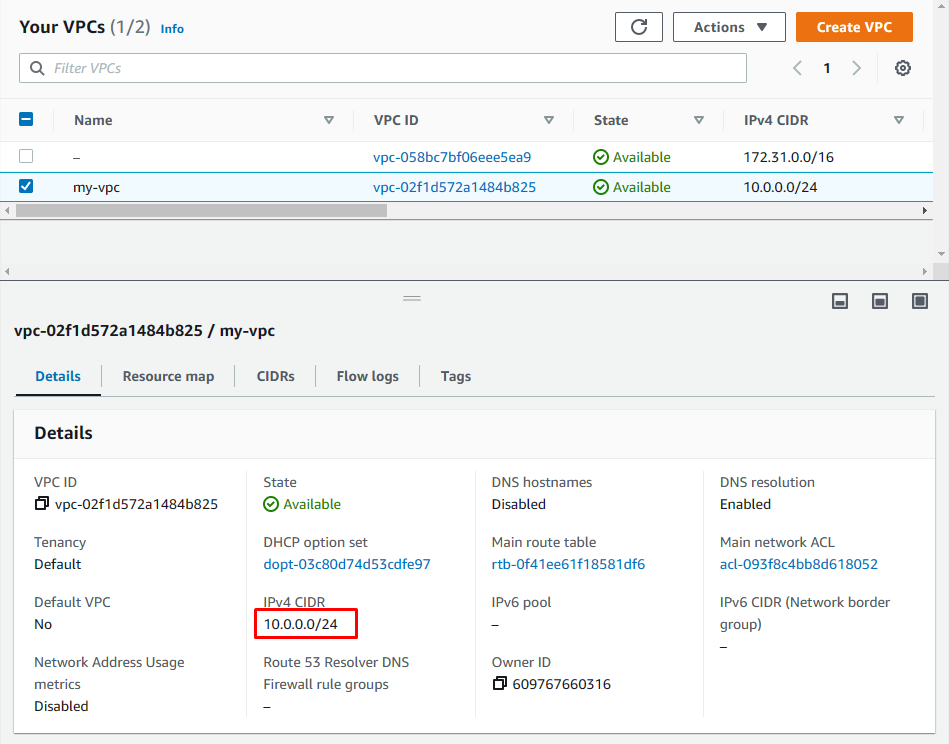 Your VPCs (1/2) Info
Actions
Create VPC
Filter VPCs
1
Name VPC ID State IPv4 CIDR
– vpc-058bc7bf06eee5ea9 Available 172.31.0.0/16
my-vpc vpc-02f1d572a1484b825 Available 10.0.0.0/24
vpc-02f1d572a1484b825 / my-vpc
Details Resource map CIDRs Flow logs Tags
Details
VPC ID
vpc-02f1d572a1484b825
State
Available
DNS hostnames
Disabled
DNS resolution
Enabled
Tenancy
Default
DHCP option set
dopt-03c80d74d53cdfe97
Main route table
rtb-0f41ee61f18581df6
Main network ACL
acl-093f8c4bb8d618052
Default VPC
No
IPv4 CIDR
10.0.0.0/24
IPv6 pool
–
IPv6 CIDR (Network border
group)
–
Network Address Usage
metrics
Disabled
Route 53 Resolver DNS
Firewall rule groups
–
Owner ID
609767660316